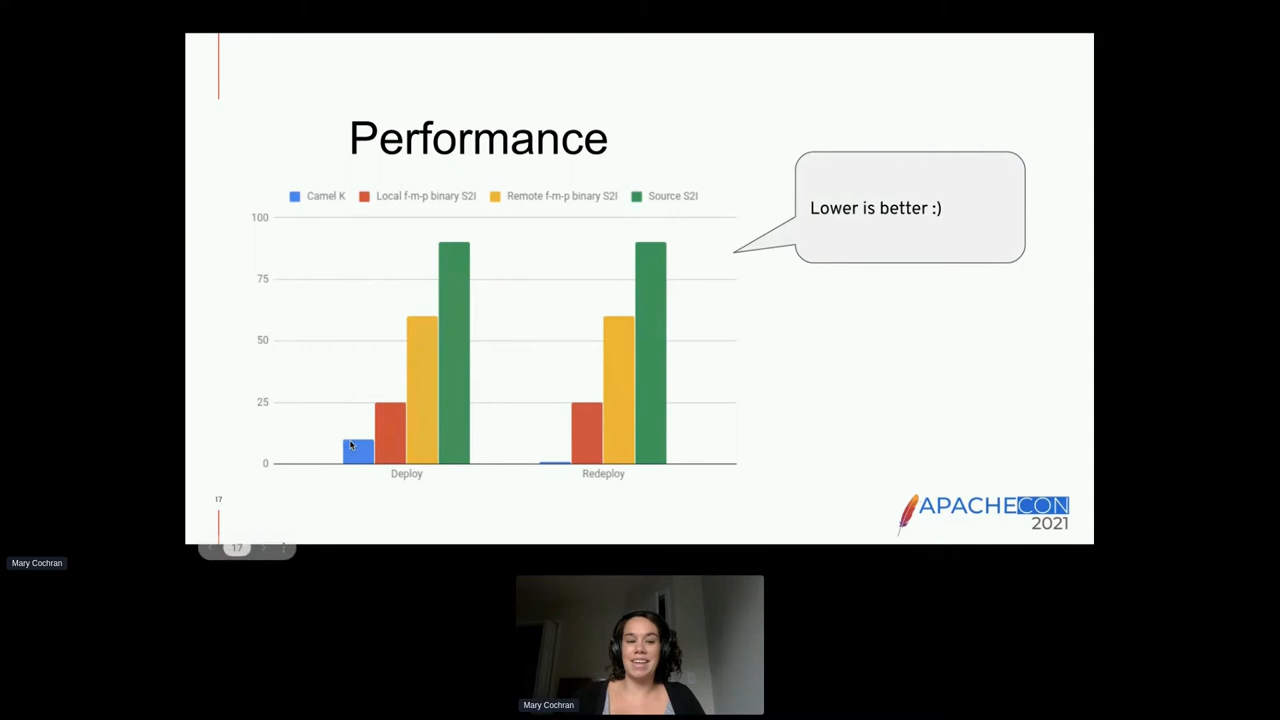 Performance
Camel K Local f-m-p binary S2I Remote f-m-p binary S2I Source S2I
Lower is better :)
100
75
50
25
0
Deploy Redeploy
17
APACHECON
2021
17
Mary Cochran
Mary Cochran